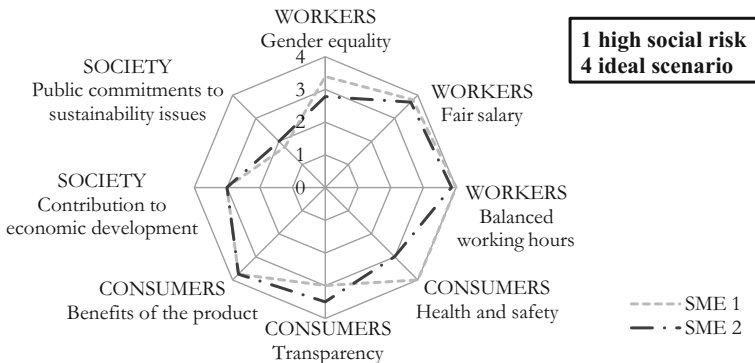 WORKERS
Gender equality
1 high social risk
4 ideal scenario
4
3
2
1
0
SOCIETY
Public commitments to
sustainability issues
WORKERS
Fair salary
SOCIETY
Contribution to
economic development
WORKERS
Balanced
working hours
CONSUMERS
Benefits of the product
CONSUMERS
Health and safety
CONSUMERS
Transparency
SME 1
SME 2